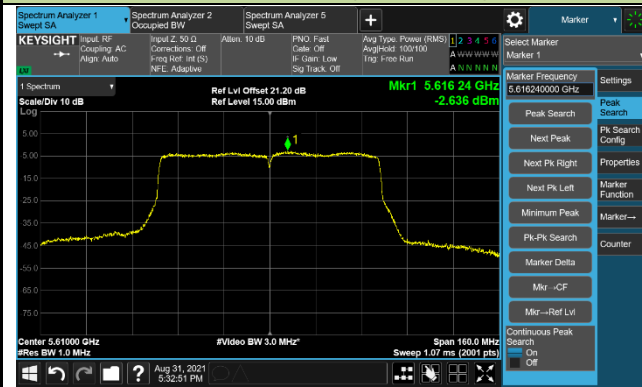 Spectrum Analyzer 1
Swept SA
Spectrum Analyzer 2
Occupied BW
Spectrum Analyzer 5
Swept SA
+
Marker
KEYSIGHT
Input: RF
Coupling: AC
Align: Auto
Input Z: 50 Ω
Corrections: Off
Freq Ref: Int (S)
NFE: Adaptive
Atten: 10 dB
PNO: Fast
Gate: Off
IF Gain: Low
Sig Track: Off
Avg Type: Power (RMS)
Avg|Hold: 100/100
Trig: Free Run
1 2 3 4 5 6
A W W W W W
A N N N N N
LXI
Select Marker
Marker 1
1 Spectrum
Scale/Div 10 dB
Log
Ref Lvl Offset 21.20 dB
Ref Level 15.00 dBm
Mkr1 5.616 24 GHz
-2.636 dBm
5.00
-5.00
-15.0
-25.0
-35.0
-45.0
-55.0
-65.0
-75.0
1
Center 5.61000 GHz
#Res BW 1.0 MHz
#Video BW 3.0 MHz*
Span 160.0 MHz
Sweep 1.07 ms (2001 pts)
Marker Frequency
5.616240000 GHz
Peak Search
Next Peak
Next Pk Right
Next Pk Left
Minimum Peak
Pk-Pk Search
Marker Delta
Mkr→CF
Mkr→Ref Lvl
Continuous Peak
Search
On
Off
Settings
Peak
Search
Pk Search
Config
Properties
Marker
Function
Marker→
Counter
?
Aug 31, 2021
5:32:51 PM